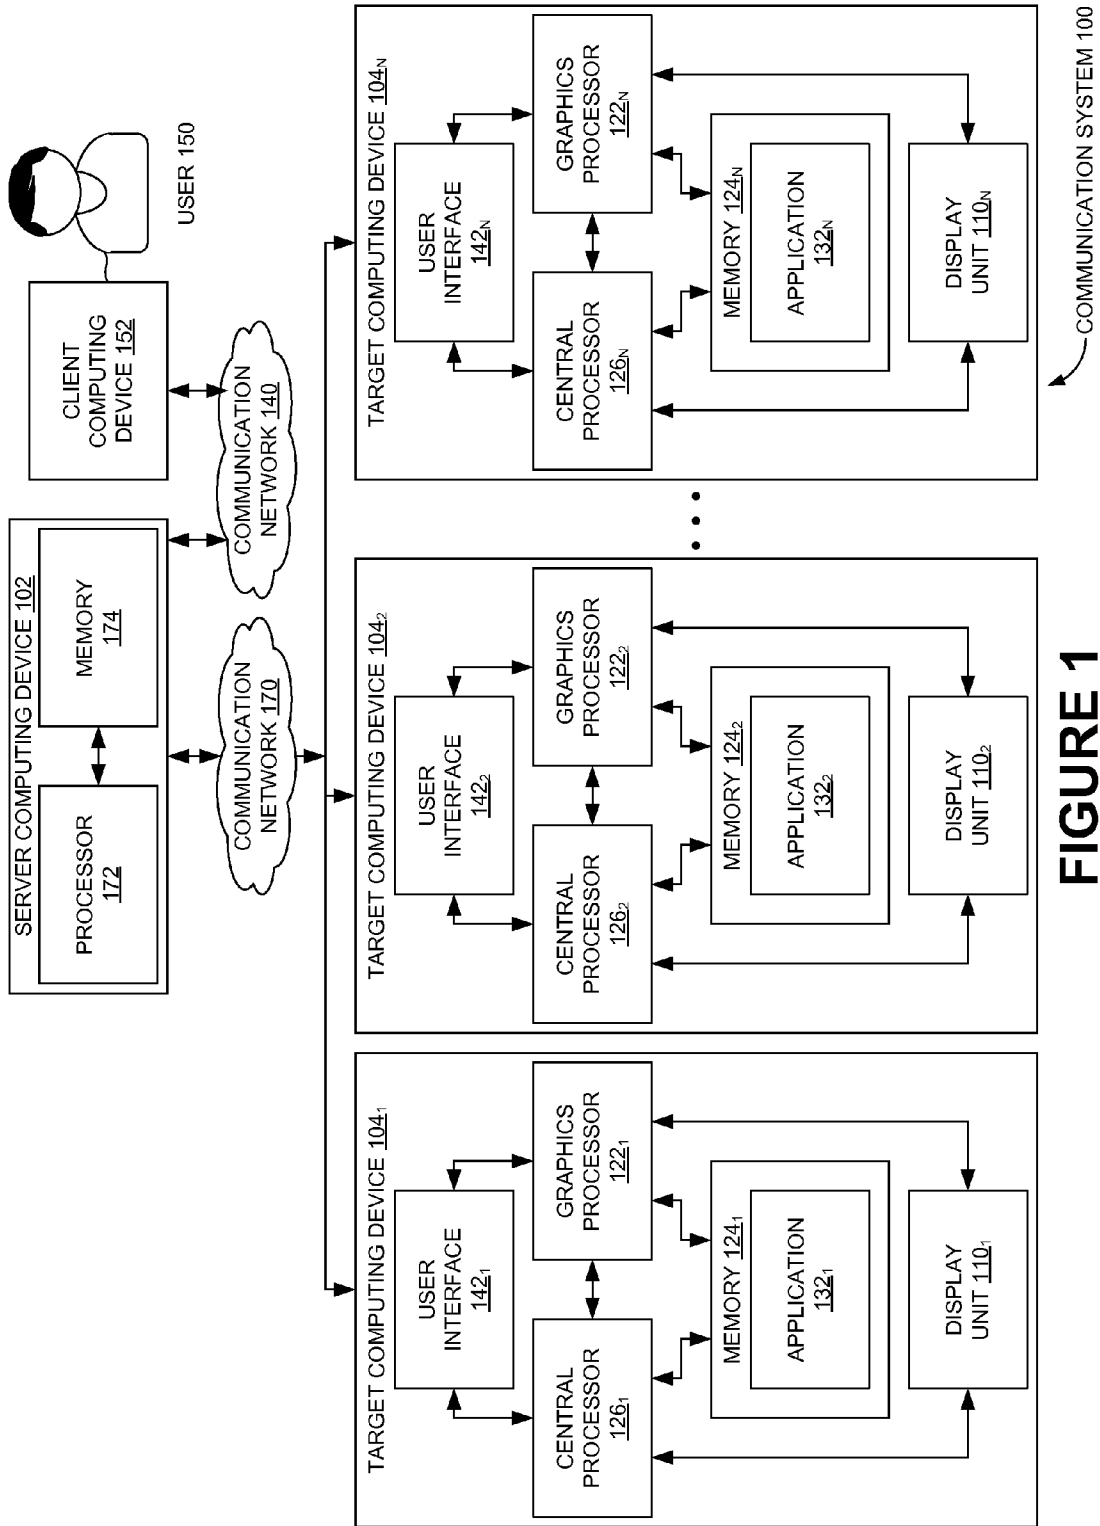 SERVER COMPUTING DEVICE 102
PROCESSOR
172
MEMORY
174
CLIENT
COMPUTING
DEVICE 152
USER 150
COMMUNICATION
NETWORK 170
COMMUNICATION
NETWORK 140
TARGET COMPUTING DEVICE 104₁
USER
INTERFACE
142₁
CENTRAL
PROCESSOR
126₁
GRAPHICS
PROCESSOR
122₁
MEMORY 124₁
APPLICATION
132₁
DISPLAY
UNIT 110₁
TARGET COMPUTING DEVICE 104₂
USER
INTERFACE
142₂
CENTRAL
PROCESSOR
126₂
GRAPHICS
PROCESSOR
122₂
MEMORY 124₂
APPLICATION
132₂
DISPLAY
UNIT 110₂
TARGET COMPUTING DEVICE 104N
USER
INTERFACE
142N
CENTRAL
PROCESSOR
126N
GRAPHICS
PROCESSOR
122N
MEMORY 124N
APPLICATION
132N
DISPLAY
UNIT 110N
COMMUNICATION SYSTEM 100
FIGURE 1